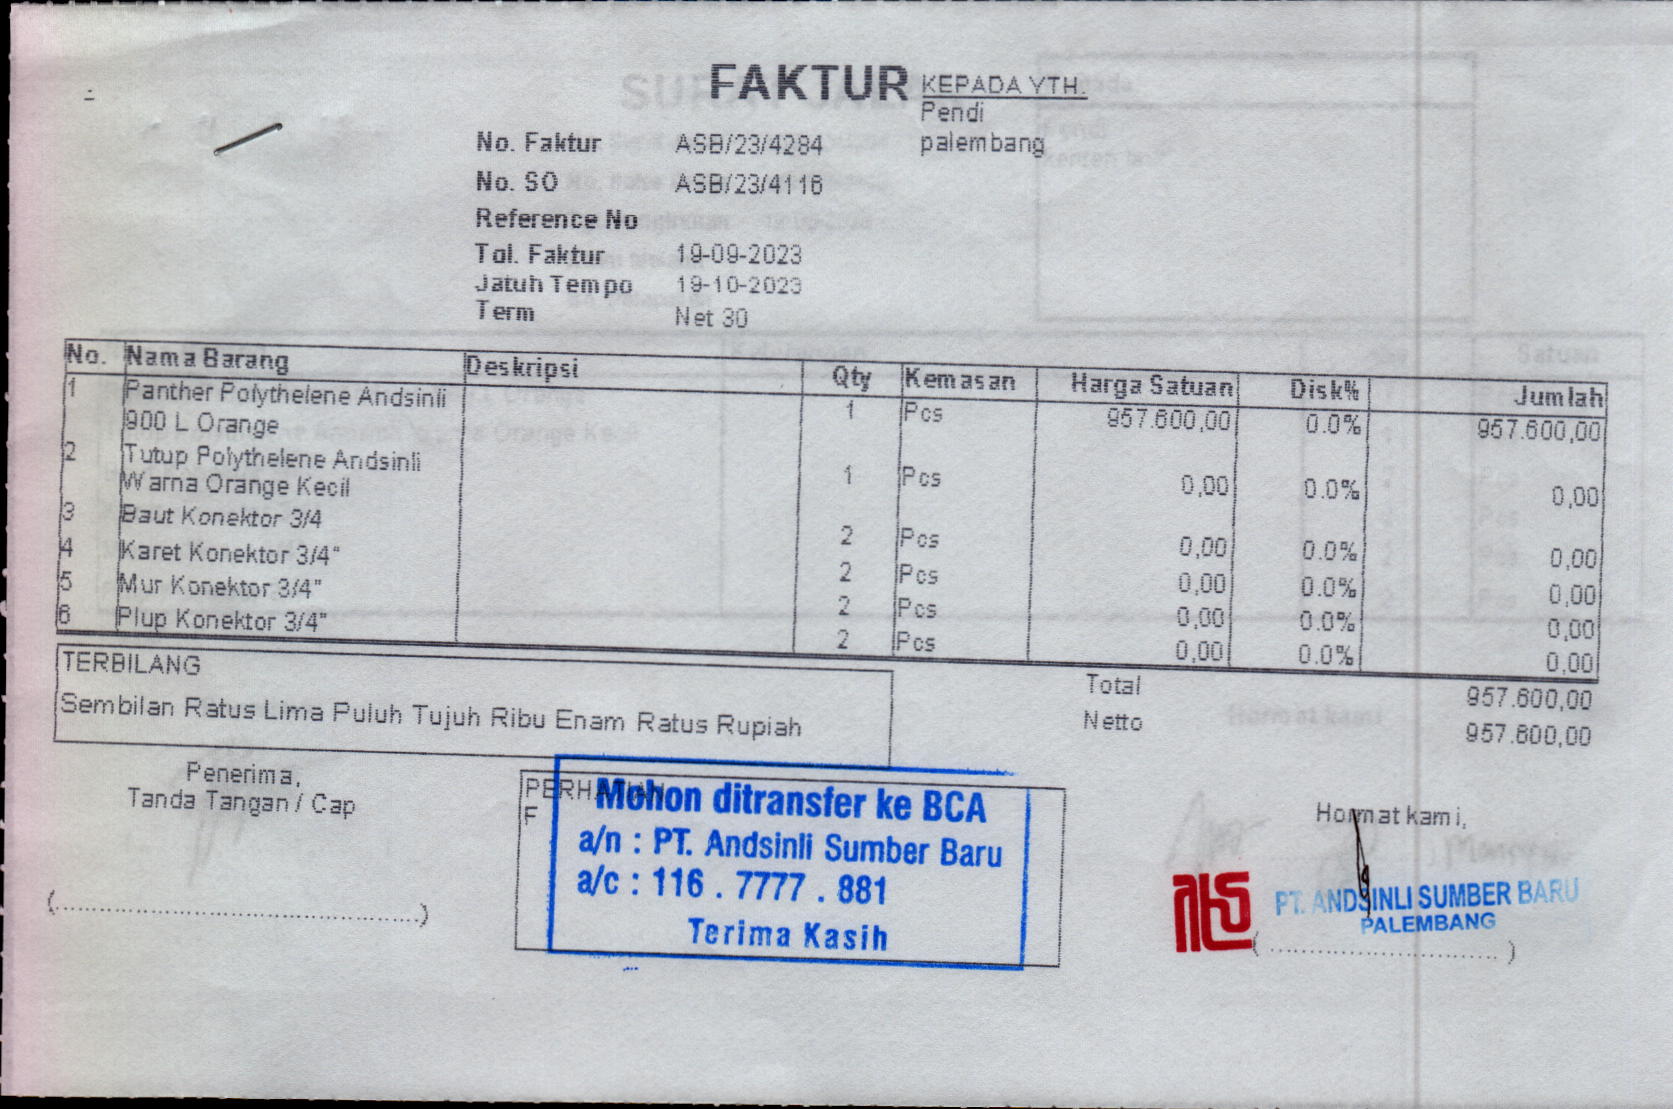 FAKTUR
KEPADA YTH.
Pendi
palembang
No. Faktur ASB/23/4284
No. SO ASB/23/4116
Reference No
Tgl. Faktur 19-09-2023
Jatuh Tempo 19-10-2023
Term Net 30
No. Nama Barang Deskripsi Qty Kemasan Harga Satuan Disk% Jumlah
1 Panther Polythelene Andsinli 1 Pcs 957.600,00 0.0% 957.600,00
900 L Orange
2 Tutup Polythelene Andsinli 1 Pcs 0,00 0.0% 0,00
Warna Orange Kecil
3 Baut Konektor 3/4 2 Pcs 0,00 0.0% 0,00
4 Karet Konektor 3/4" 2 Pcs 0,00 0.0% 0,00
5 Mur Konektor 3/4" 2 Pcs 0,00 0.0% 0,00
6 Plup Konektor 3/4" 2 Pcs 0,00 0.0% 0,00
TERBILANG
Sembilan Ratus Lima Puluh Tujuh Ribu Enam Ratus Rupiah
Total 957.600,00
Netto 957.600,00
Penerima,
Tanda Tangan / Cap
(..........................................)
PERHATIAN
F
Mohon ditransfer ke BCA
a/n : PT. Andsinli Sumber Baru
a/c : 116 . 7777 . 881
Terima Kasih
Hormat kami,
als
PT. ANDSINLI SUMBER BARU
PALEMBANG
(..........................................)